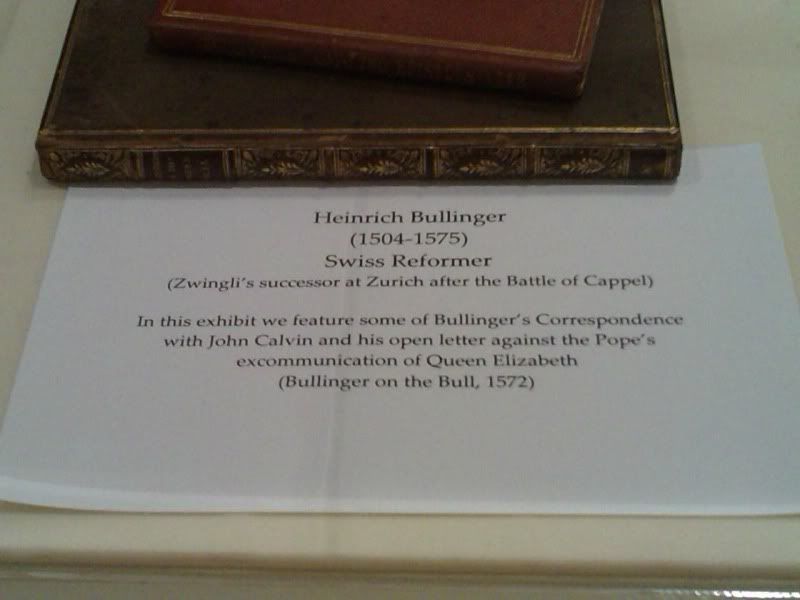 Heinrich Bullinger
(1504-1575)
Swiss Reformer
(Zwingli's successor at Zurich after the Battle of Cappel)
In this exhibit we feature some of Bullinger's Correspondence
with John Calvin and his open letter against the Pope's
excommunication of Queen Elizabeth
(Bullinger on the Bull, 1572)